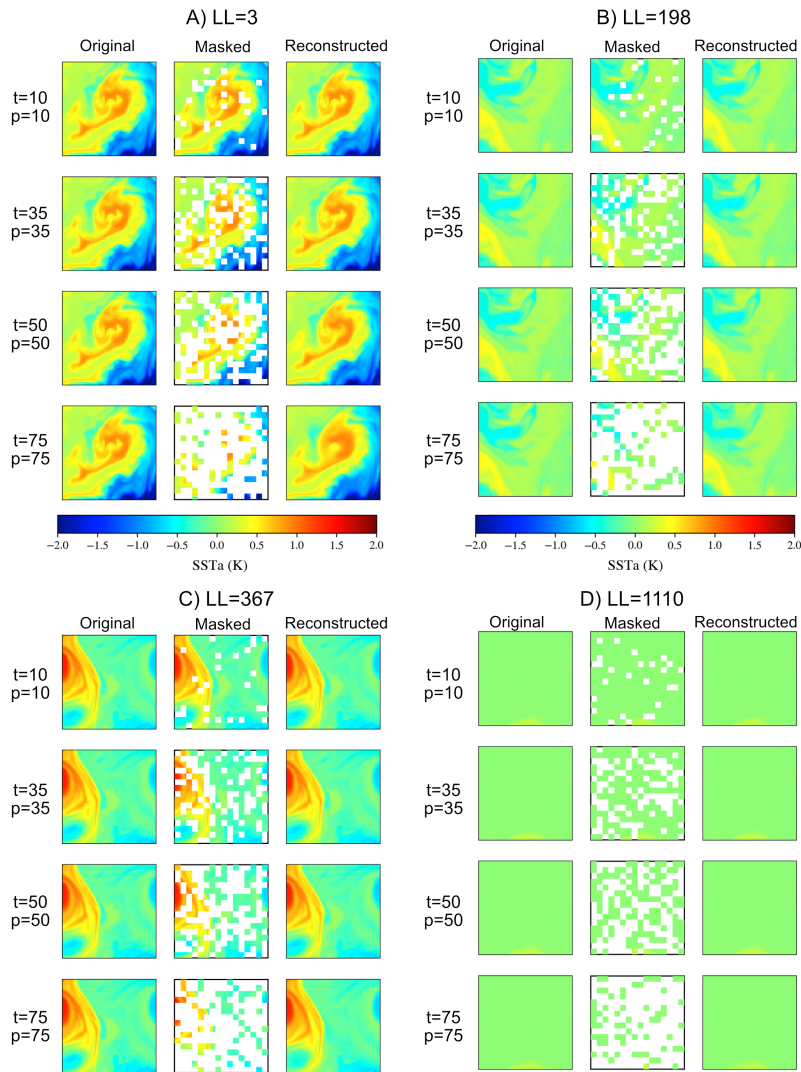 A) LL=3
Original Masked Reconstructed
t=10
p=10
t=35
p=35
t=50
p=50
t=75
p=75
−2.0 −1.5 −1.0 −0.5 0.0 0.5 1.0 1.5 2.0
SSTa (K)
B) LL=198
Original Masked Reconstructed
t=10
p=10
t=35
p=35
t=50
p=50
t=75
p=75
−2.0 −1.5 −1.0 −0.5 0.0 0.5 1.0 1.5 2.0
SSTa (K)
C) LL=367
Original Masked Reconstructed
t=10
p=10
t=35
p=35
t=50
p=50
t=75
p=75
D) LL=1110
Original Masked Reconstructed
t=10
p=10
t=35
p=35
t=50
p=50
t=75
p=75